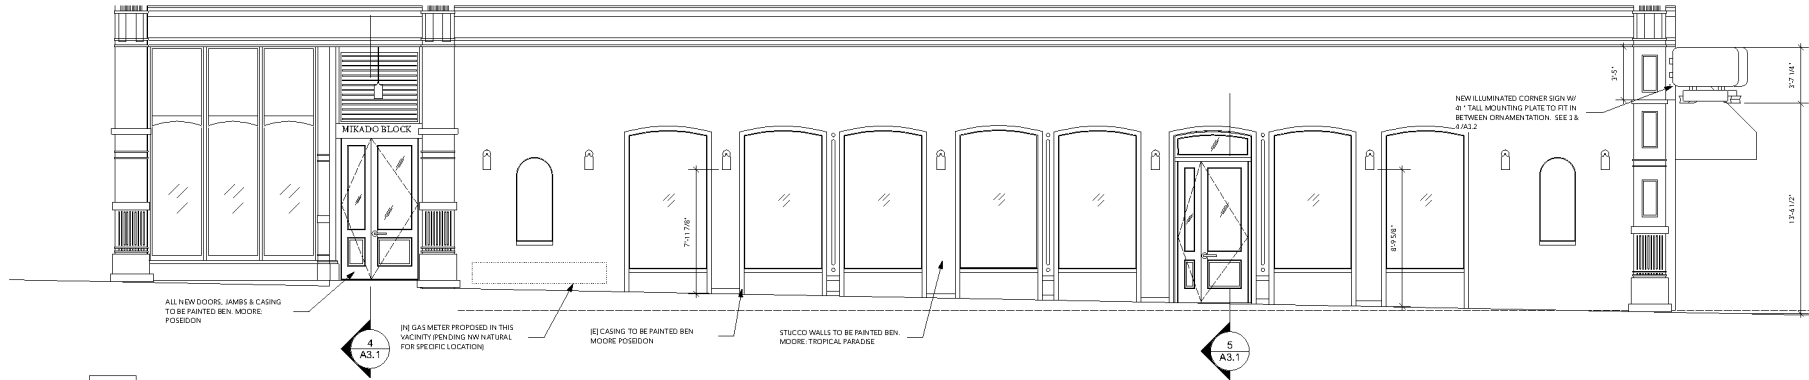 MIKADO BLOCK
3'-5"
3'-7 1/4"
NEW ILLUMINATED CORNER SIGN W/
41" TALL MOUNTING PLATE TO FIT IN
BETWEEN ORNAMENTATION. SEE 3 &
4/A3.2
7'-11 7/8"
8'-9 5/8"
13'-6 1/2"
ALL NEW DOORS, JAMBS & CASING
TO BE PAINTED BEN. MOORE:
POSEIDON
[N] GAS METER PROPOSED IN THIS
VACINITY (PENDING NW NATURAL
FOR SPECIFIC LOCATION)
[E] CASING TO BE PAINTED BEN
MOORE POSEIDON
STUCCO WALLS TO BE PAINTED BEN.
MOORE: TROPICAL PARADISE
4
A3.1
5
A3.1